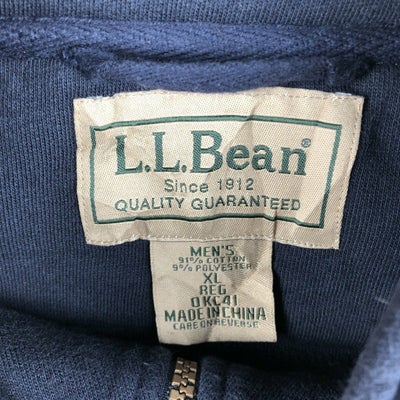 L.L.Bean®
Since 1912
QUALITY GUARANTEED
MEN'S
91% COTTON
9% POLYESTER
XL
REG
0KC41
MADE IN CHINA
CARE ON REVERSE